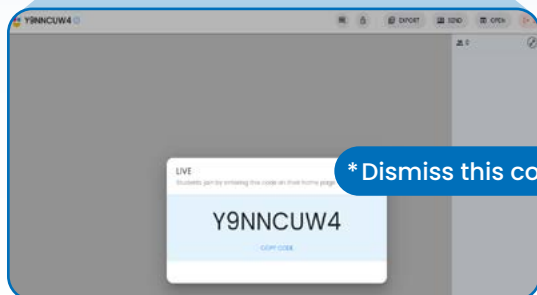 Y9NNCUW4
EXPORT
SEND
OPEN
0
LIVE
Students join by entering this code on their home page
*Dismiss this co
Y9NNCUW4
COPY CODE